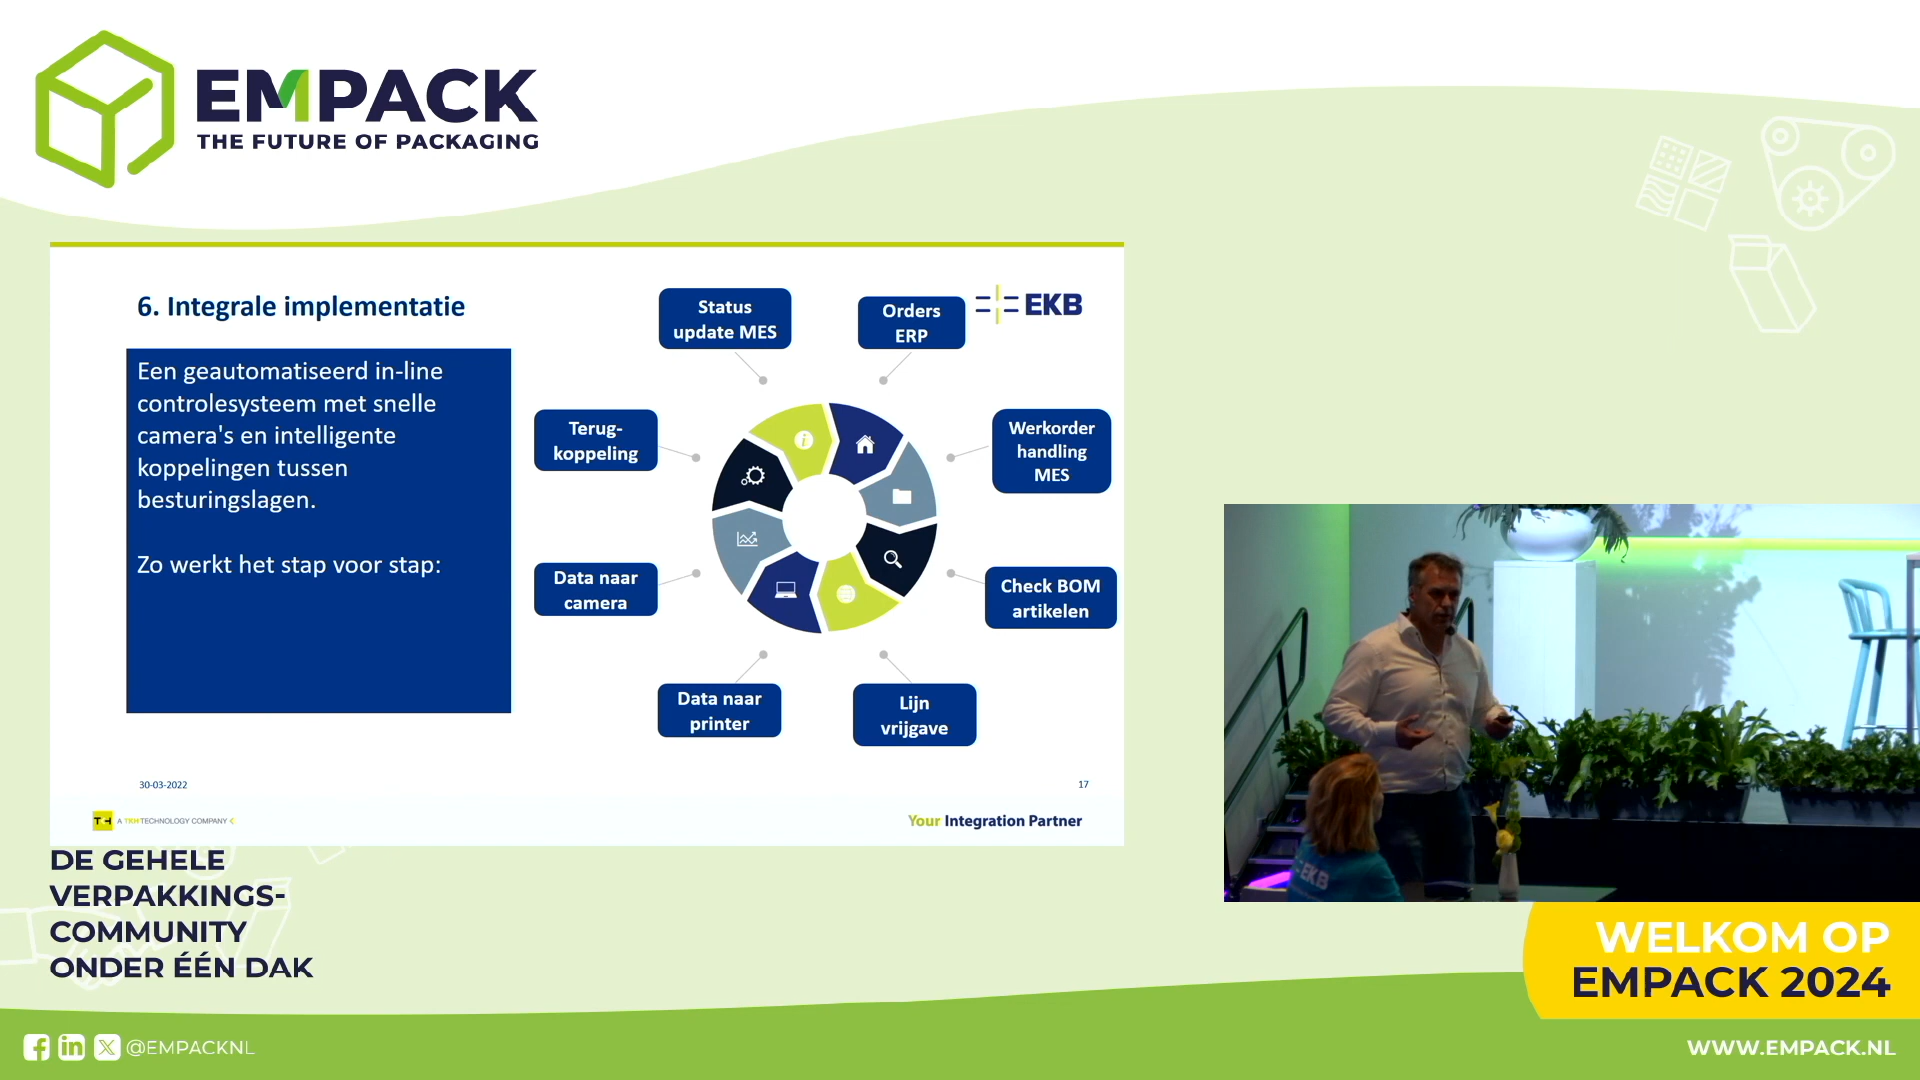 EMPACK
THE FUTURE OF PACKAGING
6. Integrale implementatie
Een geautomatiseerd in-line
controlesysteem met snelle
camera's en intelligente
koppelingen tussen
besturingslagen.
Zo werkt het stap voor stap:
Status
update MES
Orders
ERP
EKB
Werkorder
handling
MES
Check BOM
artikelen
Lijn
vrijgave
Data naar
printer
Data naar
camera
Terug-
koppeling
30-03-2022
17
A TKH TECHNOLOGY COMPANY
Your Integration Partner
EKB
DE GEHELE
VERPAKKINGS-
COMMUNITY
ONDER ÉÉN DAK
WELKOM OP
EMPACK 2024
@EMPACKNL
WWW.EMPACK.NL